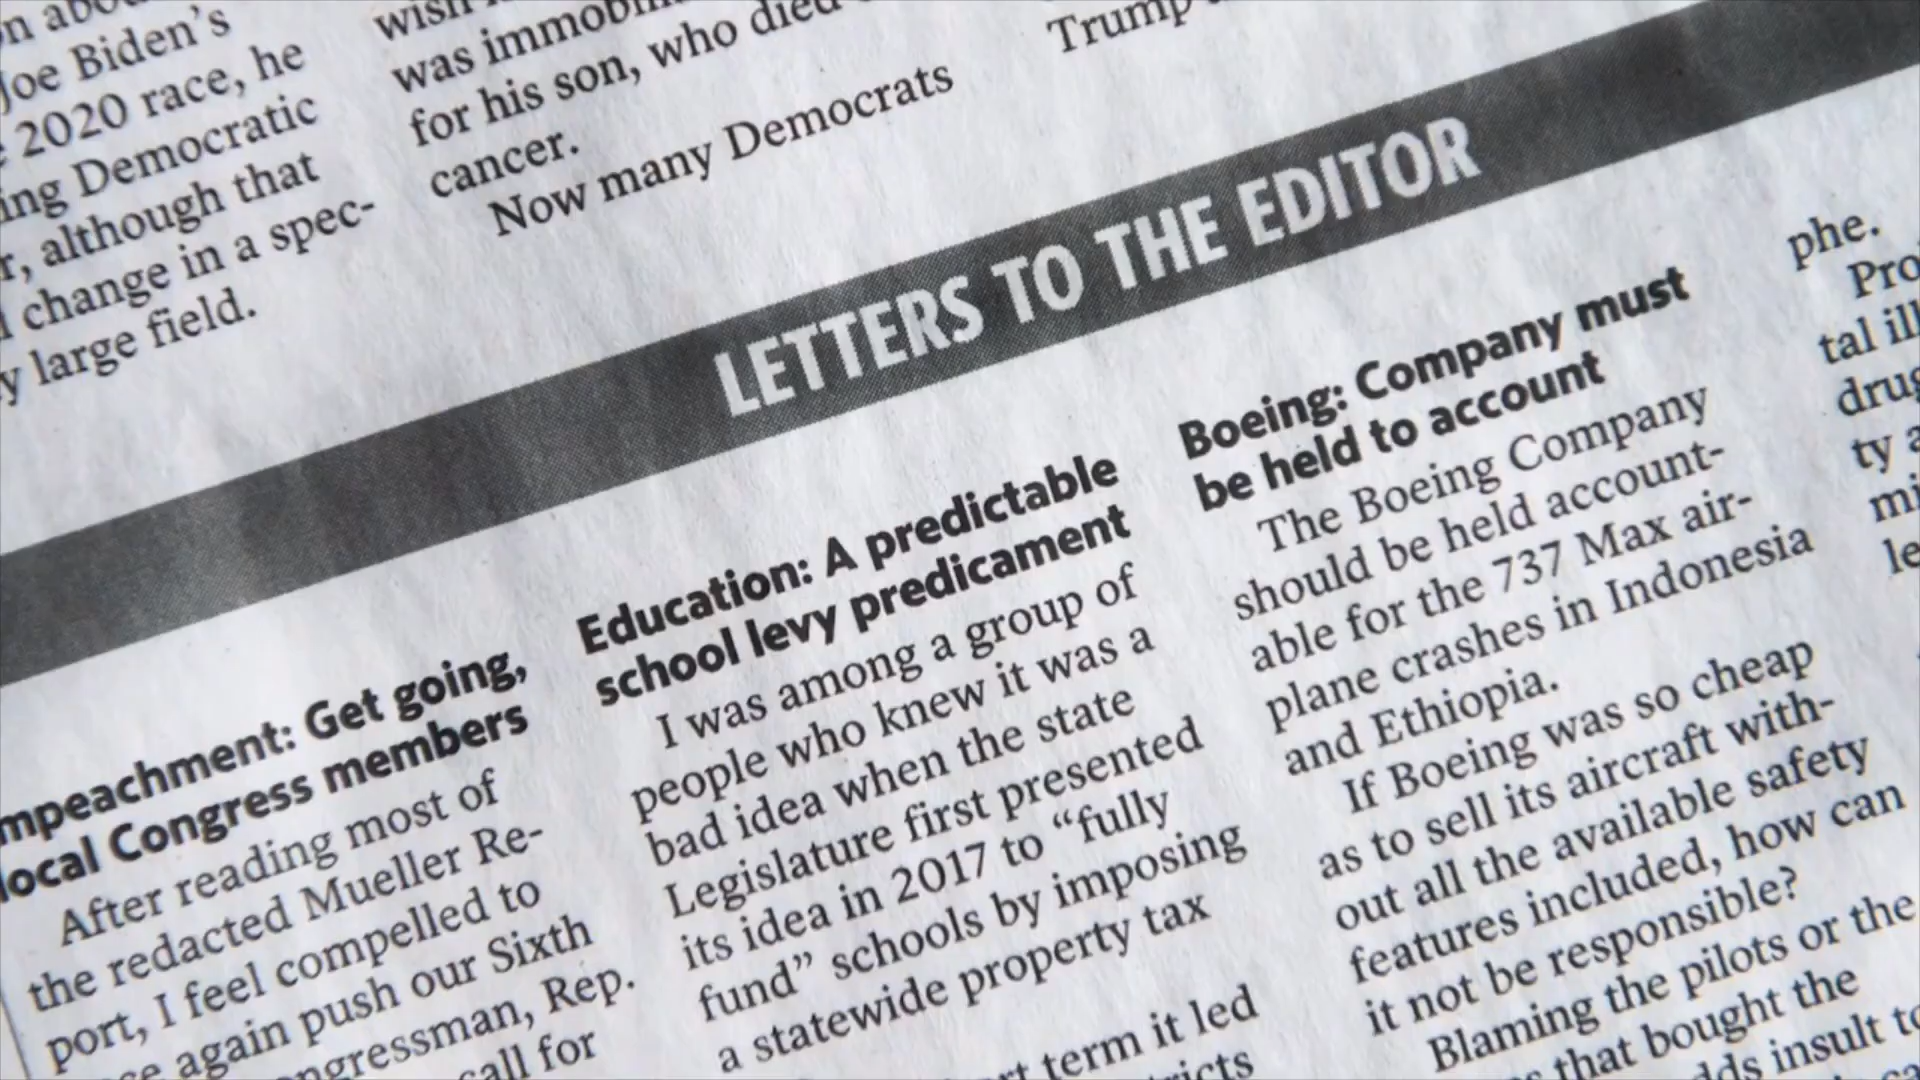 Joe Biden's
2020 race, he
ing Democratic
r, although that
change in a spec-
y large field.
was
for his son, who died
cancer.
Now many Democrats
Trump
LETTERS TO THE EDITOR
mpeachment: Get going,
local Congress members
After reading most of
the redacted Mueller Re-
port, I feel compelled to
again push our Sixth
ngressman, Rep.
call for
Education: A predictable
school levy predicament
I was among a group of
people who knew it was a
bad idea when the state
Legislature first presented
its idea in 2017 to “fully
fund” schools by imposing
a statewide property tax
term it led
Boeing: Company must
be held to account
The Boeing Company
should be held account-
able for the 737 Max air-
plane crashes in Indonesia
and Ethiopia.
If Boeing was so cheap
as to sell its aircraft with-
out all the available safety
features included, how can
it not be responsible?
Blaming the pilots or the
that bought the
insult to
phe.
Pro
tal ill
drug
ty a
mi
le